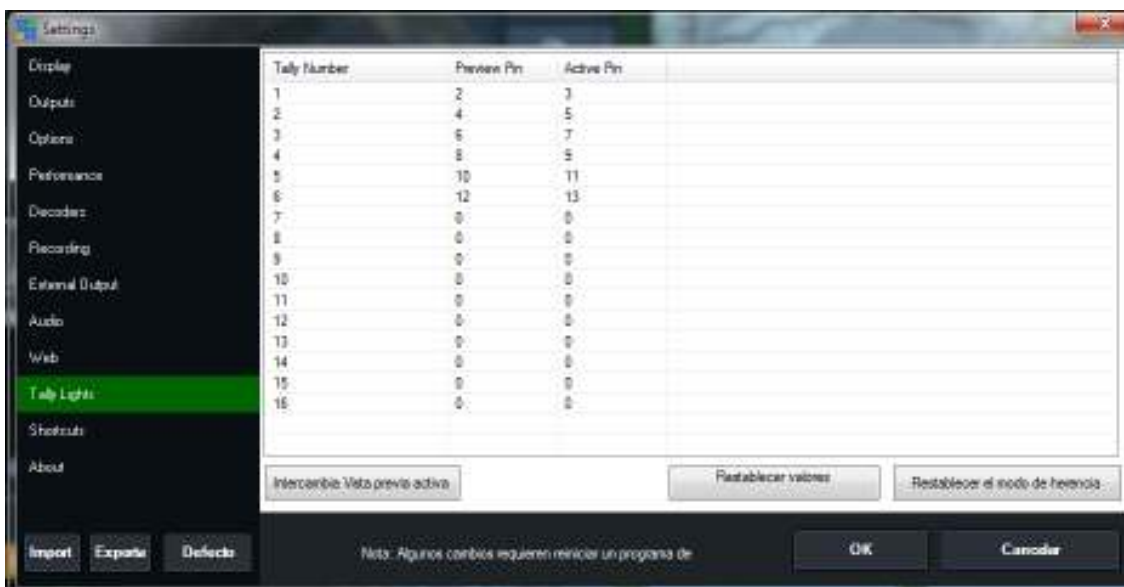 Settings
Display
Outputs
Options
Performance
Decoders
Recording
External Output
Audio
Web
Tally Lights
Shortcuts
About
Import Exporte Defecto
Tally Number Preview Pin Active Pin
1 2 3
2 4 5
3 6 7
4 8 9
5 10 11
6 12 13
7 0 0
8 0 0
9 0 0
10 0 0
11 0 0
12 0 0
13 0 0
14 0 0
15 0 0
16 0 0
Intercambie Vista previa activa Restablecer valores Restablecer el modo de herencia
Nota: Algunos cambios requieren reiniciar un programa de OK Cancelar